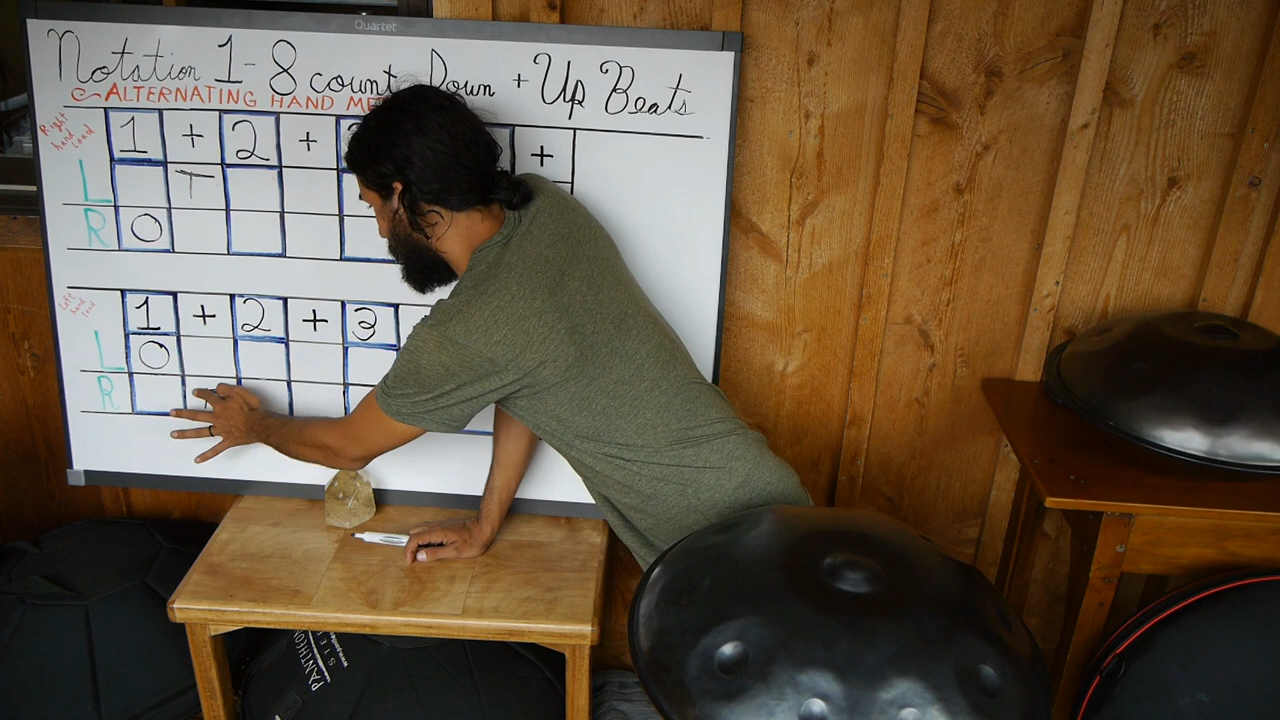 Quartet
Notation 1-8 count Down + Up Beats
ALTERNATING HAND ME
Right hand Lead
1 + 2 + +
L T
R O
Left hand lead
1 + 2 + 3
L O
R
PANTHEON
www.